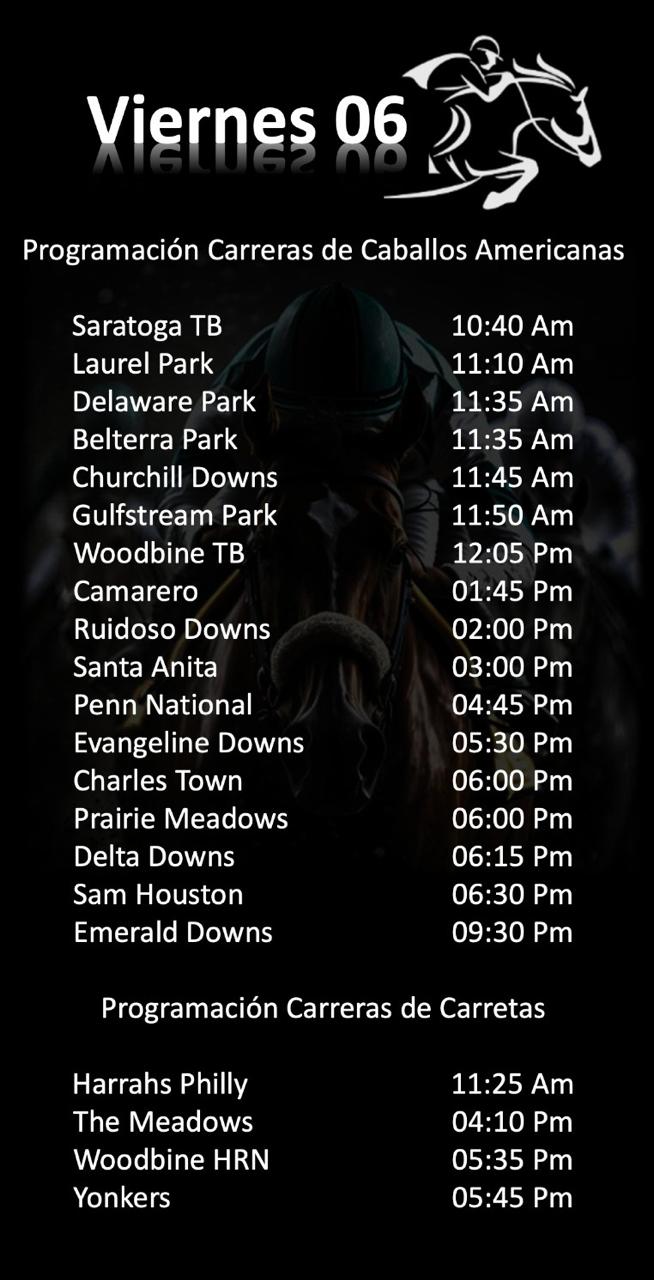 Viernes 06
Programación Carreras de Caballos Americanas
Saratoga TB 10:40 Am
Laurel Park 11:10 Am
Delaware Park 11:35 Am
Belterra Park 11:35 Am
Churchill Downs 11:45 Am
Gulfstream Park 11:50 Am
Woodbine TB 12:05 Pm
Camarero 01:45 Pm
Ruidoso Downs 02:00 Pm
Santa Anita 03:00 Pm
Penn National 04:45 Pm
Evangeline Downs 05:30 Pm
Charles Town 06:00 Pm
Prairie Meadows 06:00 Pm
Delta Downs 06:15 Pm
Sam Houston 06:30 Pm
Emerald Downs 09:30 Pm
Programación Carreras de Carretas
Harrahs Philly 11:25 Am
The Meadows 04:10 Pm
Woodbine HRN 05:35 Pm
Yonkers 05:45 Pm